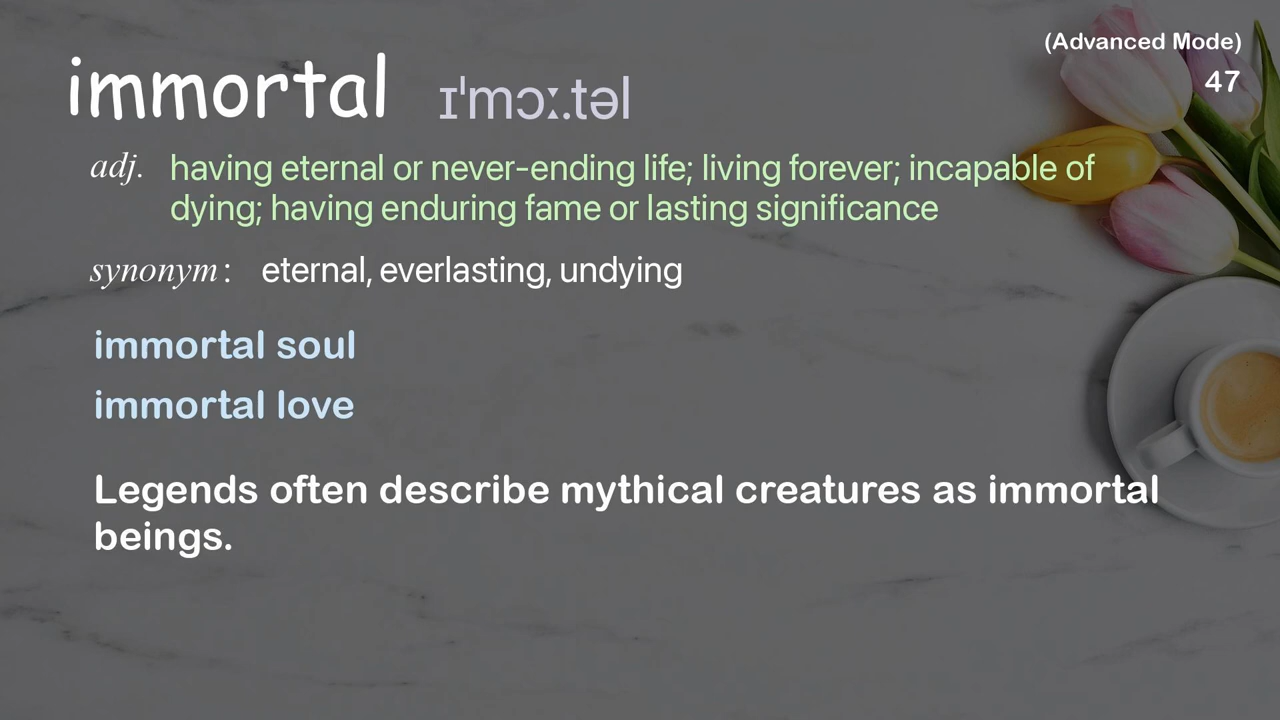 (Advanced Mode)
47
immortal ɪˈmɔː.təl
adj. having eternal or never-ending life; living forever; incapable of
dying; having enduring fame or lasting significance
synonym: eternal, everlasting, undying
immortal soul
immortal love
Legends often describe mythical creatures as immortal
beings.